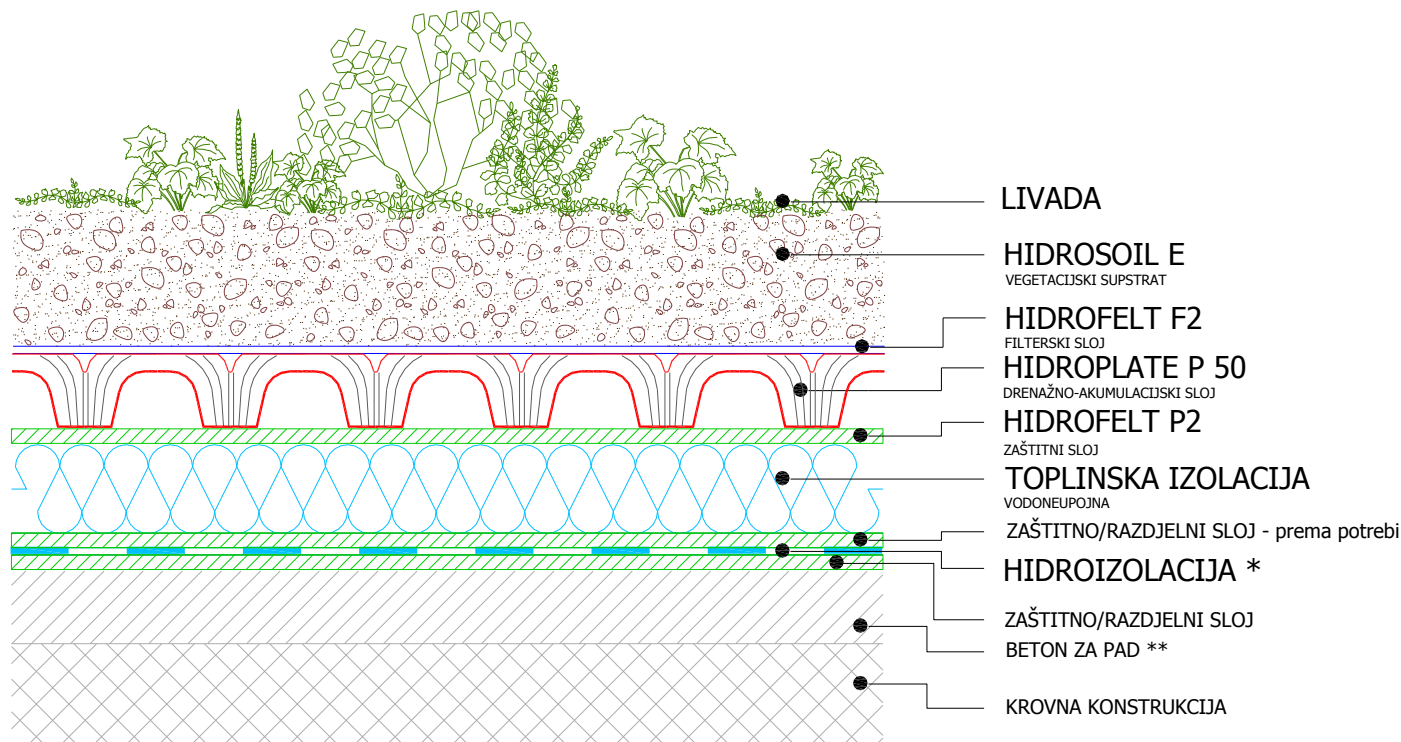 LIVADA
HIDROSOIL E
VEGETACIJSKI SUPSTRAT
HIDROFELT F2
FILTERSKI SLOJ
HIDROPLATE P 50
DRENAŽNO-AKUMULACIJSKI SLOJ
HIDROFELT P2
ZAŠTITNI SLOJ
TOPLINSKA IZOLACIJA
VODONEUPOJNA
ZAŠTITNO/RAZDJELNI SLOJ - prema potrebi
HIDROIZOLACIJA *
ZAŠTITNO/RAZDJELNI SLOJ
BETON ZA PAD **
KROVNA KONSTRUKCIJA